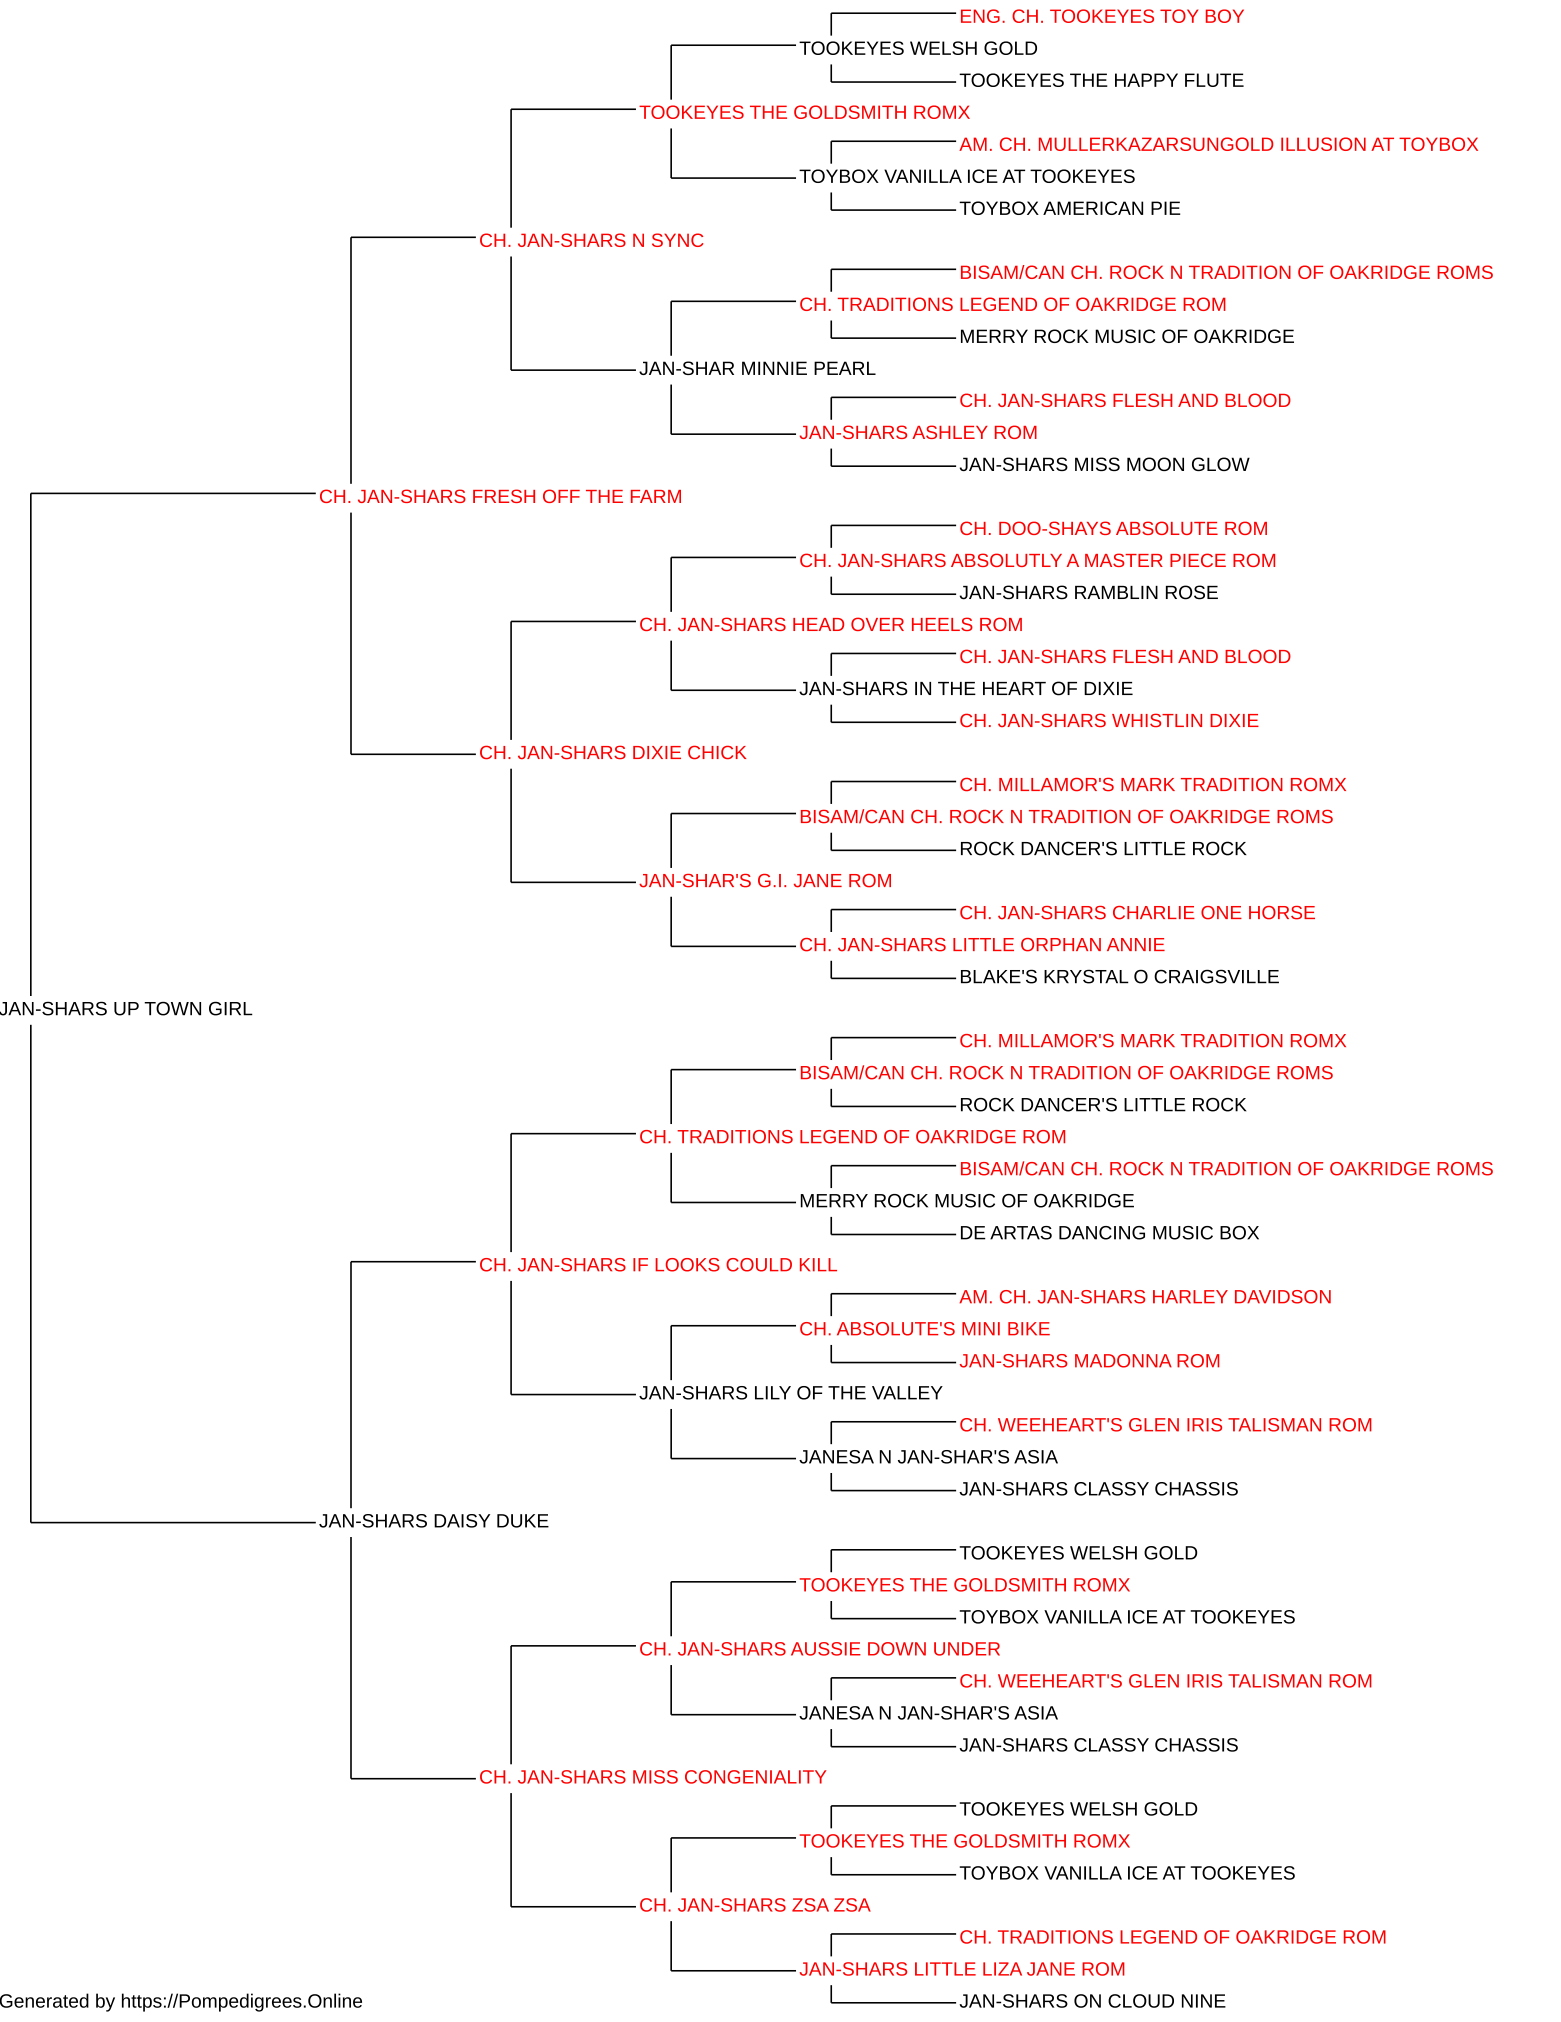 ENG. CH. TOOKEYES TOY BOY
TOOKEYES WELSH GOLD
TOOKEYES THE HAPPY FLUTE
TOOKEYES THE GOLDSMITH ROMX
AM. CH. MULLERKAZARSUNGOLD ILLUSION AT TOYBOX
TOYBOX VANILLA ICE AT TOOKEYES
TOYBOX AMERICAN PIE
CH. JAN-SHARS N SYNC
BISAM/CAN CH. ROCK N TRADITION OF OAKRIDGE ROMS
CH. TRADITIONS LEGEND OF OAKRIDGE ROM
MERRY ROCK MUSIC OF OAKRIDGE
JAN-SHAR MINNIE PEARL
CH. JAN-SHARS FLESH AND BLOOD
JAN-SHARS ASHLEY ROM
JAN-SHARS MISS MOON GLOW
CH. JAN-SHARS FRESH OFF THE FARM
CH. DOO-SHAYS ABSOLUTE ROM
CH. JAN-SHARS ABSOLUTLY A MASTER PIECE ROM
JAN-SHARS RAMBLIN ROSE
CH. JAN-SHARS HEAD OVER HEELS ROM
CH. JAN-SHARS FLESH AND BLOOD
JAN-SHARS IN THE HEART OF DIXIE
CH. JAN-SHARS WHISTLIN DIXIE
CH. JAN-SHARS DIXIE CHICK
CH. MILLAMOR'S MARK TRADITION ROMX
BISAM/CAN CH. ROCK N TRADITION OF OAKRIDGE ROMS
ROCK DANCER'S LITTLE ROCK
JAN-SHAR'S G.I. JANE ROM
CH. JAN-SHARS CHARLIE ONE HORSE
CH. JAN-SHARS LITTLE ORPHAN ANNIE
BLAKE'S KRYSTAL O CRAIGSVILLE
JAN-SHARS UP TOWN GIRL
CH. MILLAMOR'S MARK TRADITION ROMX
BISAM/CAN CH. ROCK N TRADITION OF OAKRIDGE ROMS
ROCK DANCER'S LITTLE ROCK
CH. TRADITIONS LEGEND OF OAKRIDGE ROM
BISAM/CAN CH. ROCK N TRADITION OF OAKRIDGE ROMS
MERRY ROCK MUSIC OF OAKRIDGE
DE ARTAS DANCING MUSIC BOX
CH. JAN-SHARS IF LOOKS COULD KILL
AM. CH. JAN-SHARS HARLEY DAVIDSON
CH. ABSOLUTE'S MINI BIKE
JAN-SHARS MADONNA ROM
JAN-SHARS LILY OF THE VALLEY
CH. WEEHEART'S GLEN IRIS TALISMAN ROM
JANESA N JAN-SHAR'S ASIA
JAN-SHARS CLASSY CHASSIS
JAN-SHARS DAISY DUKE
TOOKEYES WELSH GOLD
TOOKEYES THE GOLDSMITH ROMX
TOYBOX VANILLA ICE AT TOOKEYES
CH. JAN-SHARS AUSSIE DOWN UNDER
CH. WEEHEART'S GLEN IRIS TALISMAN ROM
JANESA N JAN-SHAR'S ASIA
JAN-SHARS CLASSY CHASSIS
CH. JAN-SHARS MISS CONGENIALITY
TOOKEYES WELSH GOLD
TOOKEYES THE GOLDSMITH ROMX
TOYBOX VANILLA ICE AT TOOKEYES
CH. JAN-SHARS ZSA ZSA
CH. TRADITIONS LEGEND OF OAKRIDGE ROM
JAN-SHARS LITTLE LIZA JANE ROM
JAN-SHARS ON CLOUD NINE
Generated by https://Pompedigrees.Online